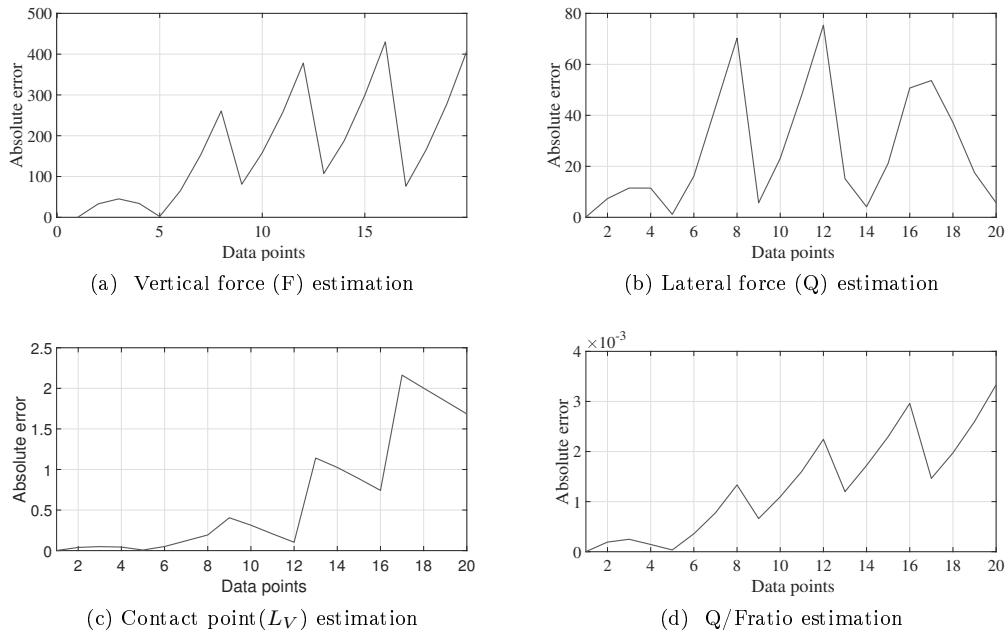 500
400
300
200
100
0
Absolute error
0 5 10 15
Data points
(a) Vertical force (F) estimation
80
60
40
20
0
Absolute error
2 4 6 8 10 12 14 16 18 20
Data points
(b) Lateral force (Q) estimation
2.5
2
1.5
1
0.5
0
Absolute error
2 4 6 8 10 12 14 16 18 20
Data points
(c) Contact point(L_V) estimation
×10^-3
4
3
2
1
0
Absolute error
2 4 6 8 10 12 14 16 18 20
Data points
(d) Q/Fratio estimation